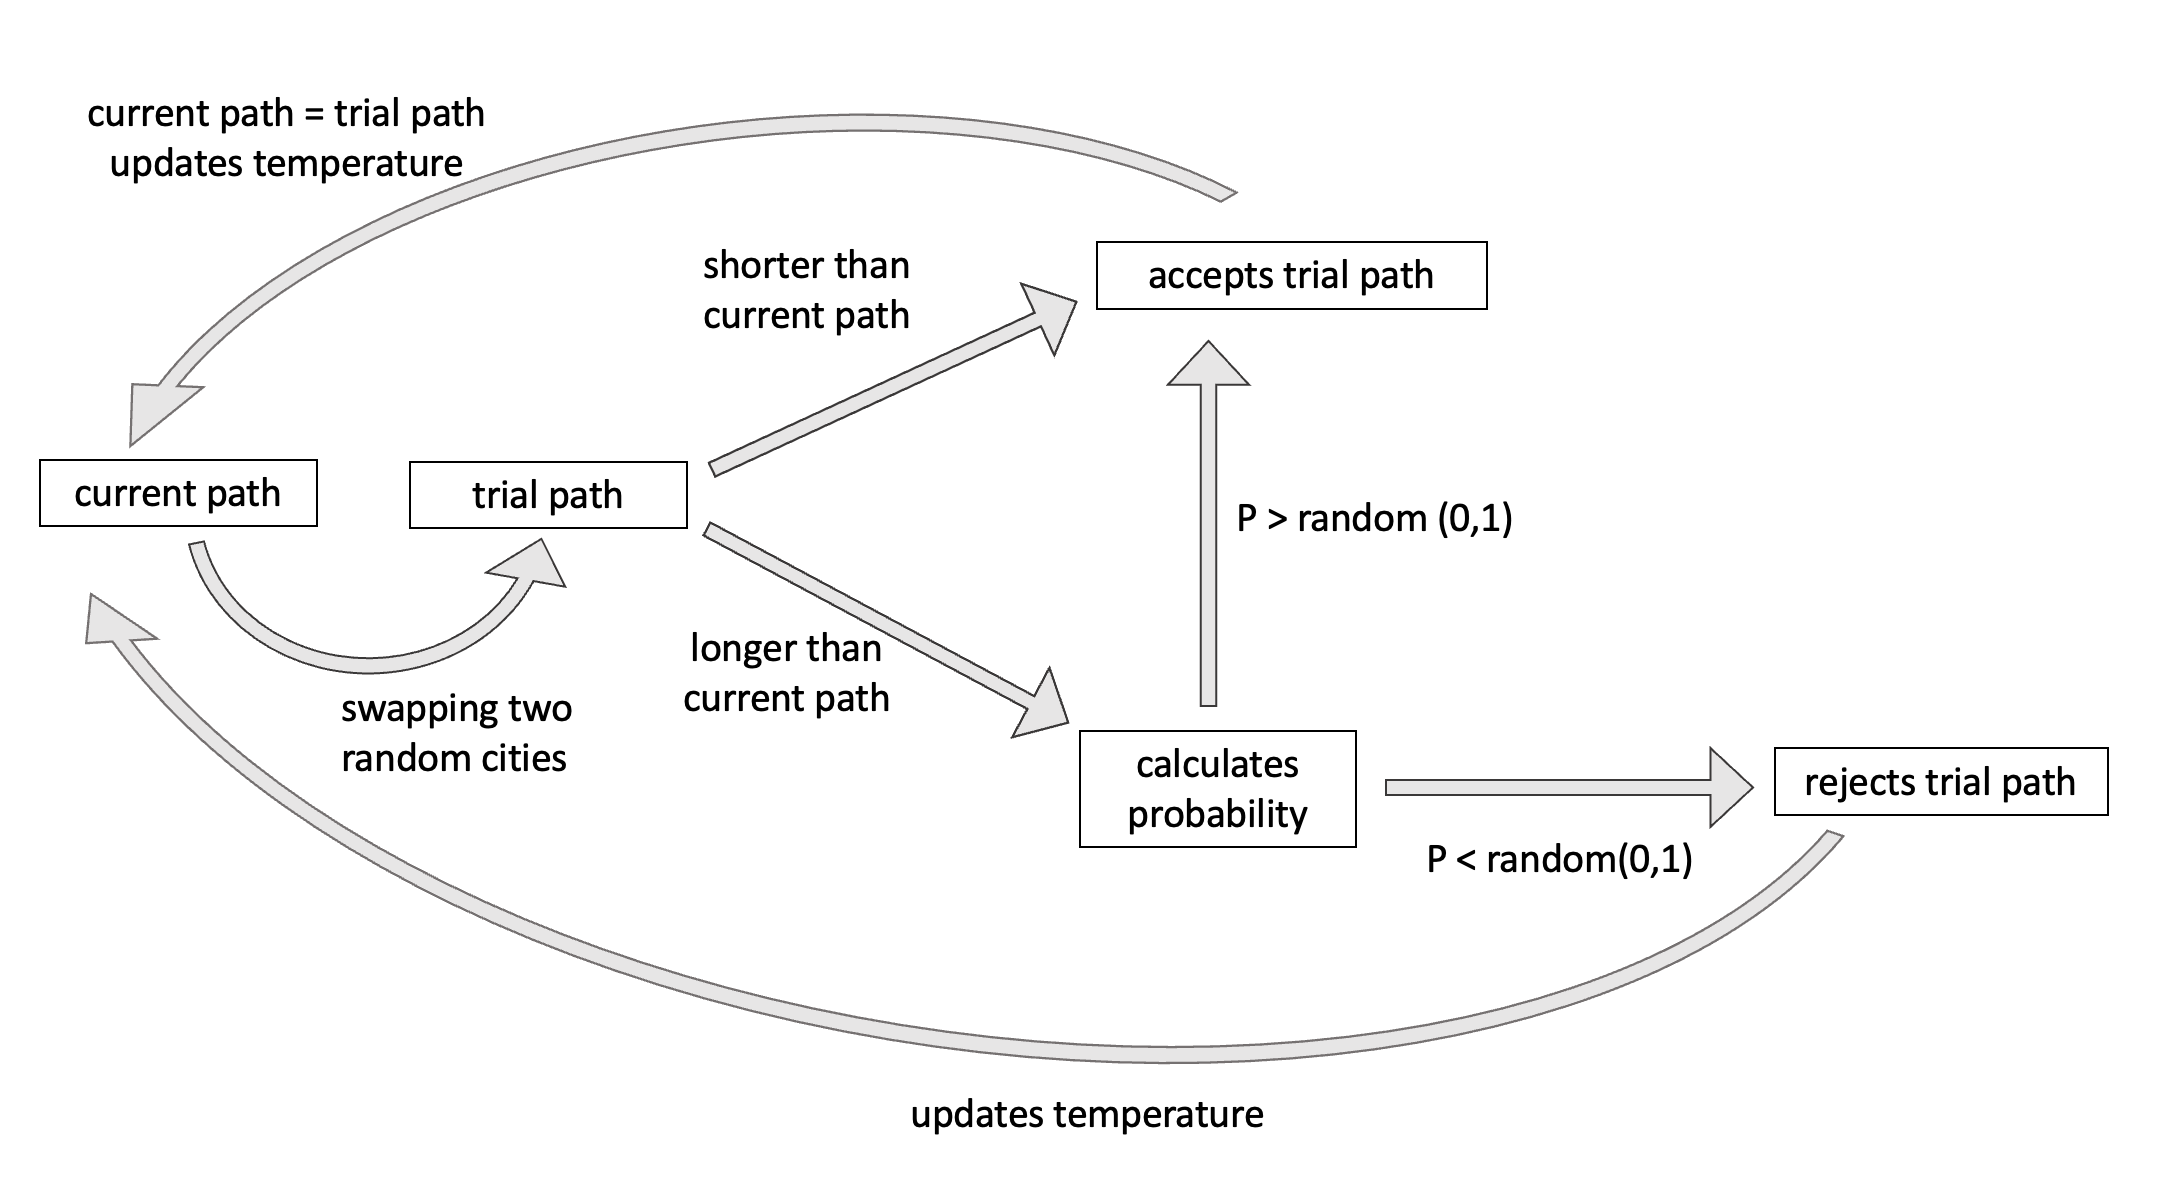 current path = trial path
updates temperature
shorter than
current path
accepts trial path
current path
trial path
P > random (0,1)
longer than
current path
swapping two
random cities
calculates
probability
rejects trial path
P < random(0,1)
updates temperature